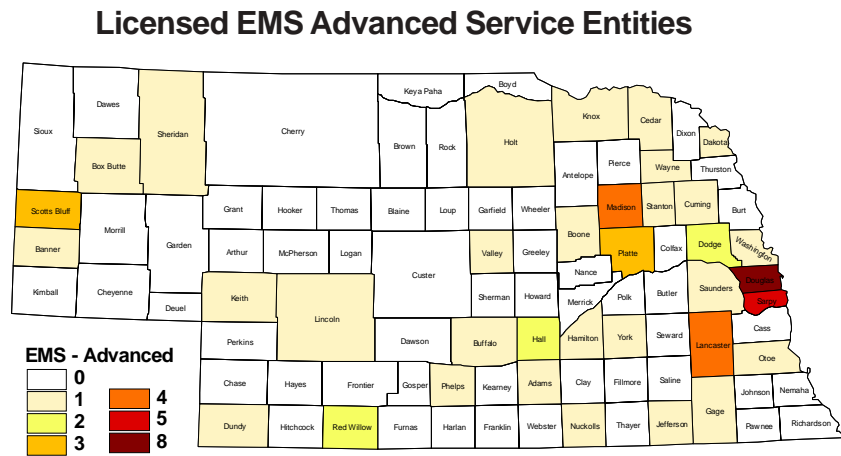 Licensed EMS Advanced Service Entities
Keya Paha
Boyd
Dawes
Sioux
Sheridan
Cherry
Brown
Rock
Holt
Knox
Cedar
Dixon
Dakota
Box Butte
Antelope
Pierce
Wayne
Thurston
Scotts Bluff
Morrill
Garden
Grant
Hooker
Thomas
Blaine
Loup
Garfield
Wheeler
Madison
Stanton
Cuming
Burt
Banner
Arthur
McPherson
Logan
Custer
Valley
Greeley
Boone
Platte
Colfax
Dodge
Washington
Nance
Kimball
Cheyenne
Deuel
Keith
Lincoln
Sherman
Howard
Merrick
Polk
Butler
Saunders
Douglas
Sarpy
Perkins
Dawson
Buffalo
Hall
Hamilton
York
Seward
Lancaster
Cass
Otoe
Chase
Hayes
Frontier
Gosper
Phelps
Kearney
Adams
Clay
Fillmore
Saline
Johnson
Nemaha
Dundy
Hitchcock
Red Willow
Furnas
Harlan
Franklin
Webster
Nuckolls
Thayer
Jefferson
Gage
Pawnee
Richardson
EMS - Advanced
0
1
2
3
4
5
8